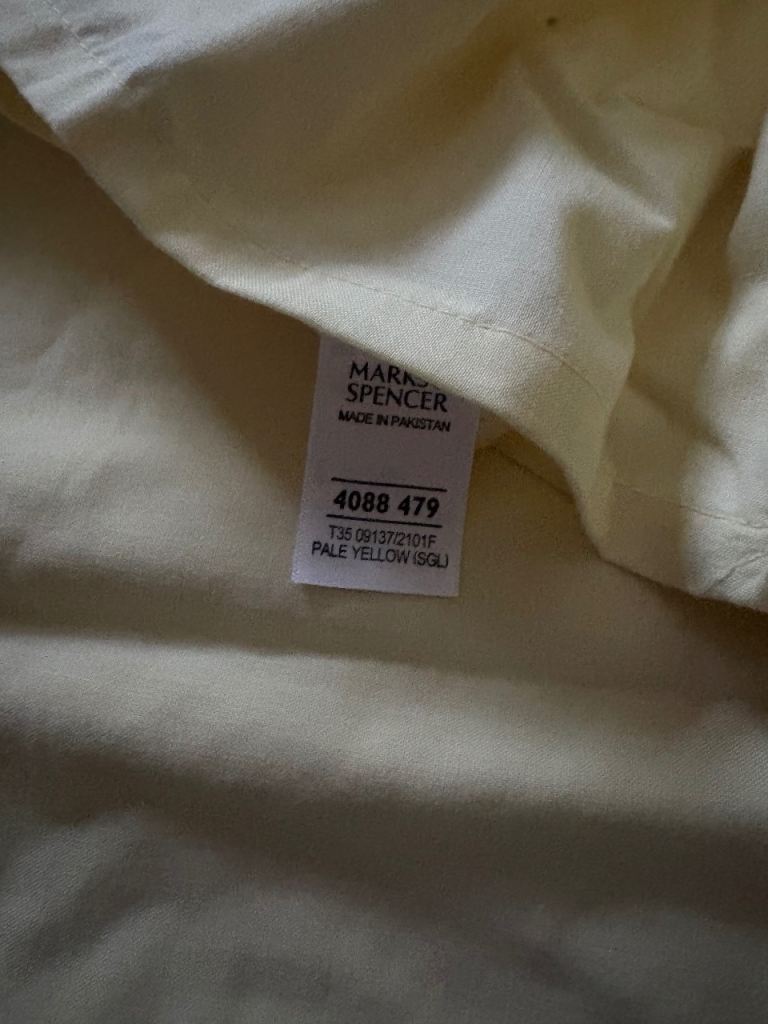 MARKS &
SPENCER
MADE IN PAKISTAN
4088 479
T35 09137/2101F
PALE YELLOW (SGL)